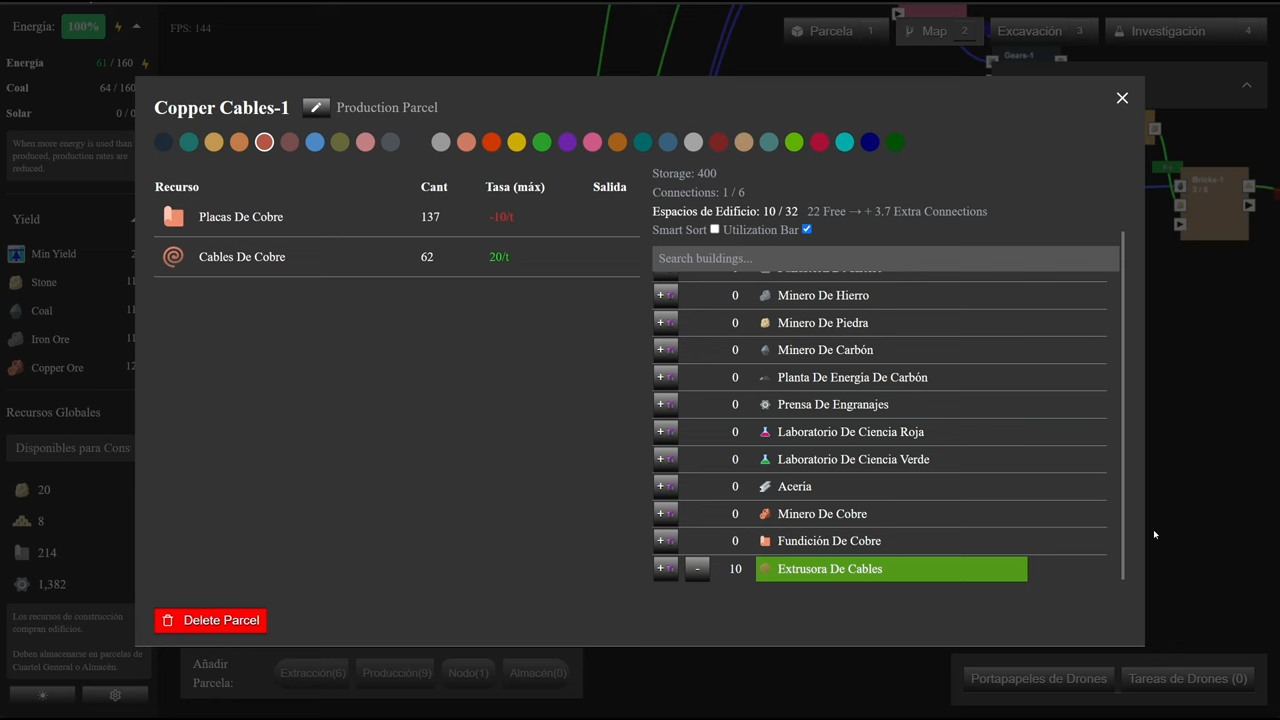 Energía: 100%
FPS: 144
Parcela 1
Map 2
Excavación 3
Investigación 4
Gears-1
Energía 61 / 160
Coal 64 / 160
Solar 0 / 0
When more energy is used than
produced, production rates are
reduced.
Yield
Min Yield 2
Stone 11
Coal 11
Iron Ore 11
Copper Ore 12
Recursos Globales
Disponibles para Cons
20
8
214
1,382
Los recursos de construcción
compran edificios.
Deben almacenarse en parcelas de
Cuartel General o Almacén.
Copper Cables-1 Production Parcel
Recurso Cant Tasa (máx) Salida
Placas De Cobre 137 -10/t
Cables De Cobre 62 20/t
Delete Parcel
Storage: 400
Connections: 1 / 6
Espacios de Edificio: 10 / 32 22 Free → + 3.7 Extra Connections
Smart Sort Utilization Bar
Search buildings...
+ 0 Minero De Hierro
+ 0 Minero De Piedra
+ 0 Minero De Carbón
+ 0 Planta De Energía De Carbón
+ 0 Prensa De Engranajes
+ 0 Laboratorio De Ciencia Roja
+ 0 Laboratorio De Ciencia Verde
+ 0 Acería
+ 0 Minero De Cobre
+ 0 Fundición De Cobre
+ - 10 Extrusora De Cables
Bricks-1
Añadir
Parcela:
Extracción(6)
Producción(9)
Nodo(1)
Almacén(0)
Portapapeles de Drones
Tareas de Drones (0)